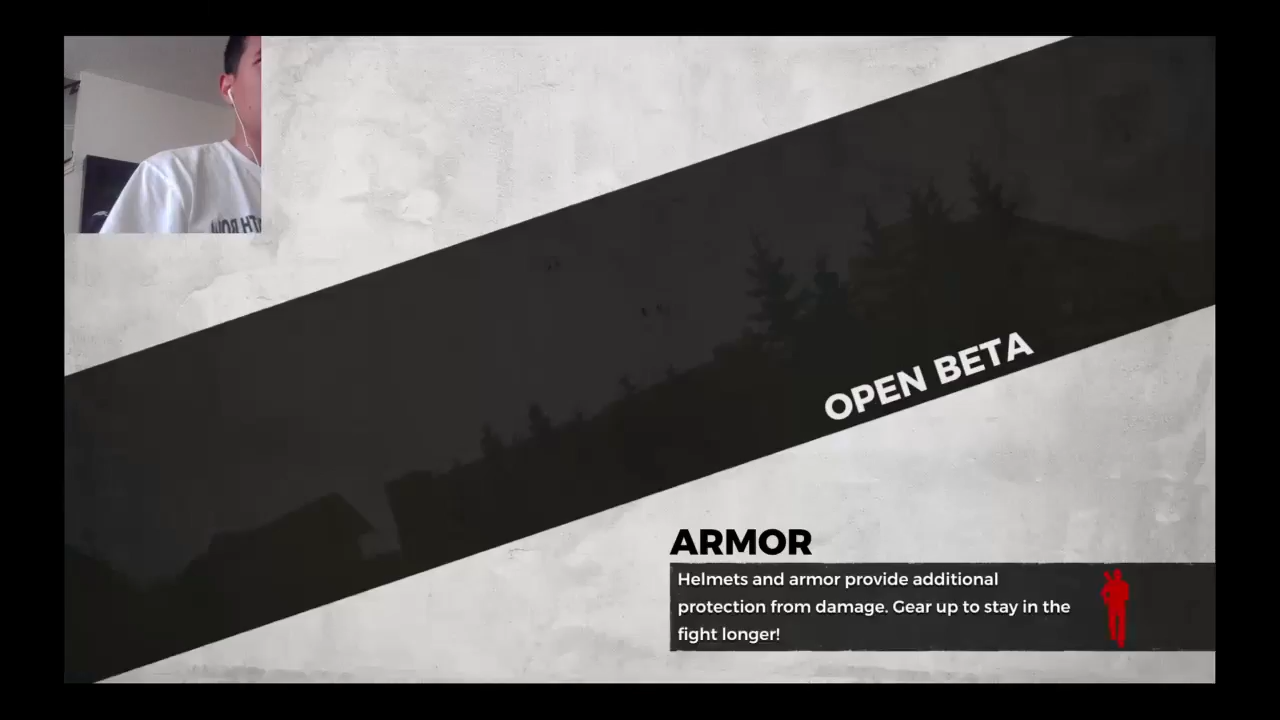 OPEN BETA
ARMOR
Helmets and armor provide additional
protection from damage. Gear up to stay in the
fight longer!